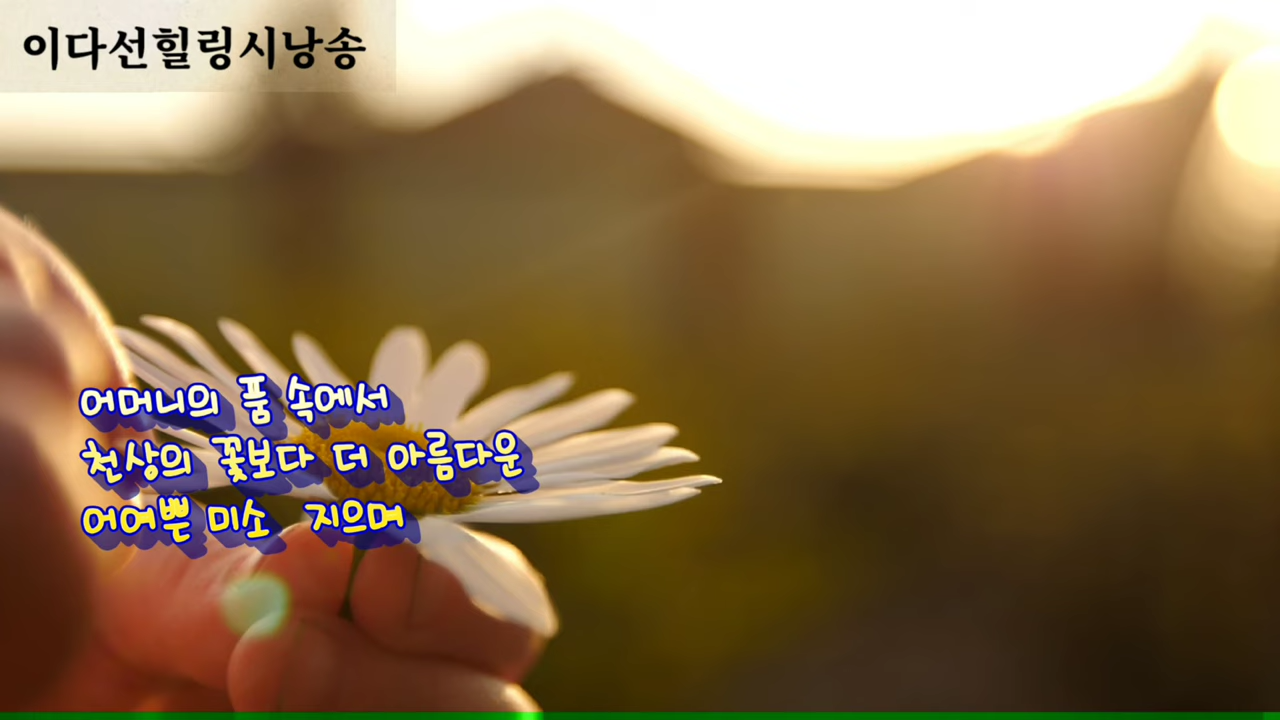 이다선힐링시낭송
어머니의 품 속에서
천상의 꽃보다 더 아름다운
어여쁜 미소 지으며